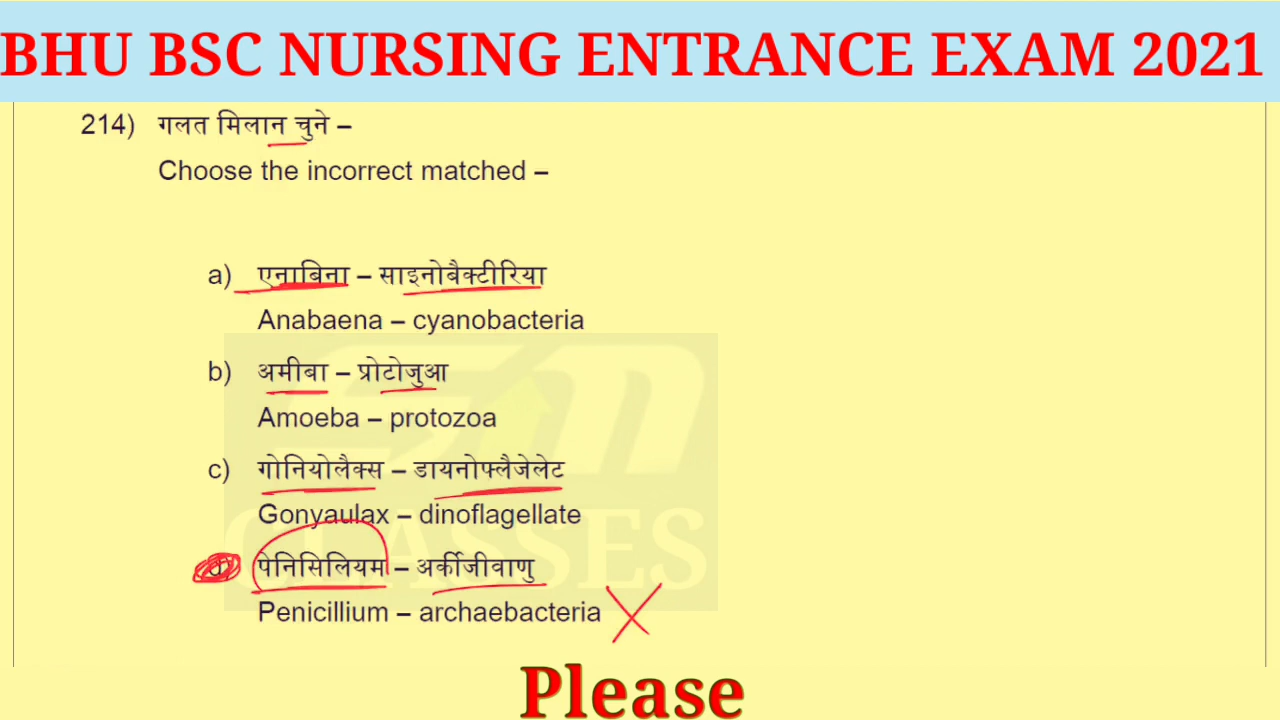 BHU BSC NURSING ENTRANCE EXAM 2021
214) गलत मिलान चुने –
Choose the incorrect matched –
a) एनाबिना – साइनोबैक्टीरिया
Anabaena – cyanobacteria
b) अमीबा – प्रोटोजुआ
Amoeba – protozoa
c) गोनियोलैक्स – डायनोफ्लैजेलेट
Gonyaulax – dinoflagellate
d) पेनिसिलियम – अर्कीजीवाणु
Penicillium – archaebacteria
CLASSES
Please